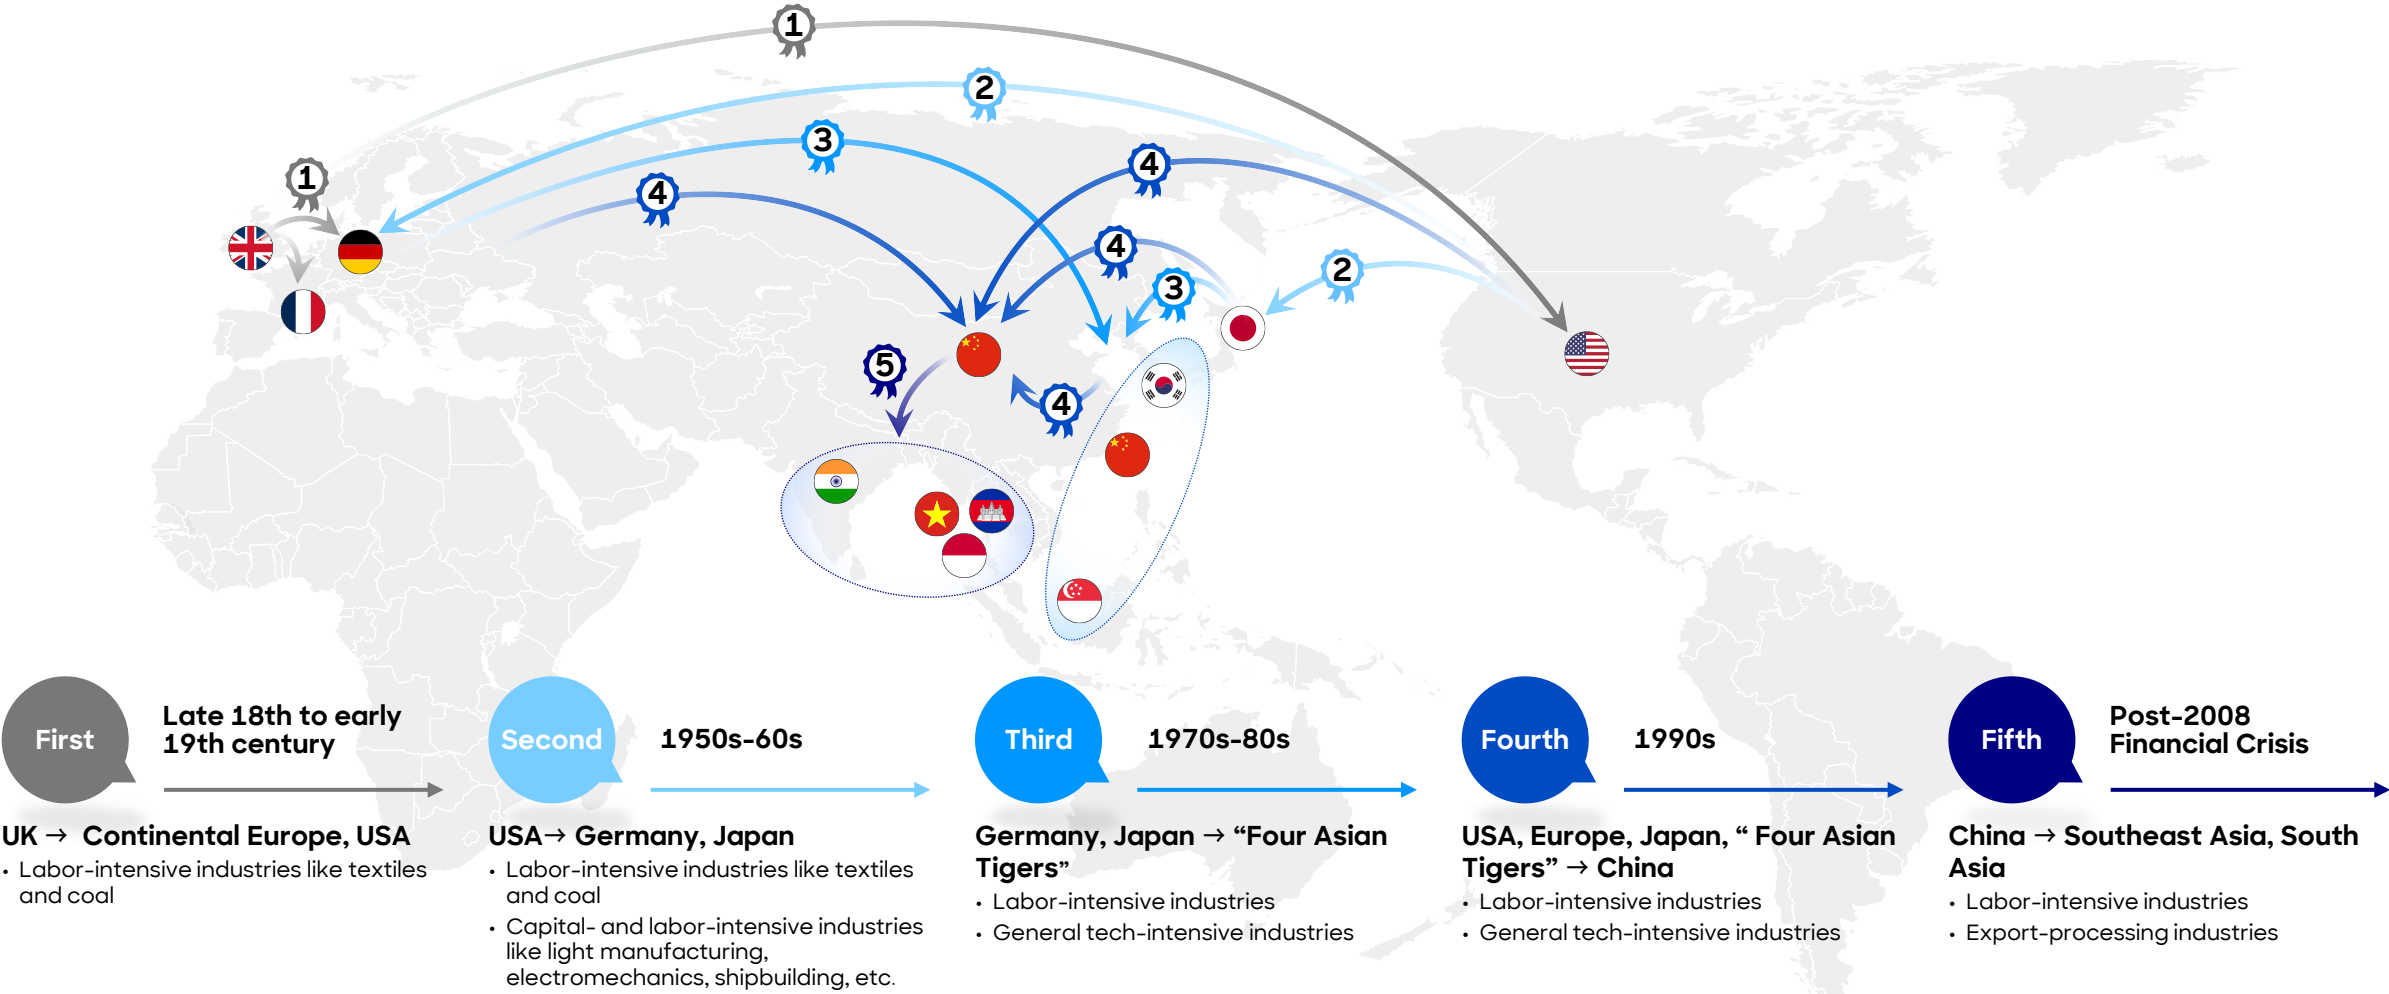 1
2
3
1
4
4
4
2
3
5
4
First
Late 18th to early
19th century
UK → Continental Europe, USA
• Labor-intensive industries like textiles
and coal
Second
1950s-60s
USA→ Germany, Japan
• Labor-intensive industries like textiles
and coal
• Capital- and labor-intensive industries
like light manufacturing,
electromechanics, shipbuilding, etc.
Third
1970s-80s
Germany, Japan → “Four Asian
Tigers”
• Labor-intensive industries
• General tech-intensive industries
Fourth
1990s
USA, Europe, Japan, “ Four Asian
Tigers” → China
• Labor-intensive industries
• General tech-intensive industries
Fifth
Post-2008
Financial Crisis
China → Southeast Asia, South
Asia
• Labor-intensive industries
• Export-processing industries